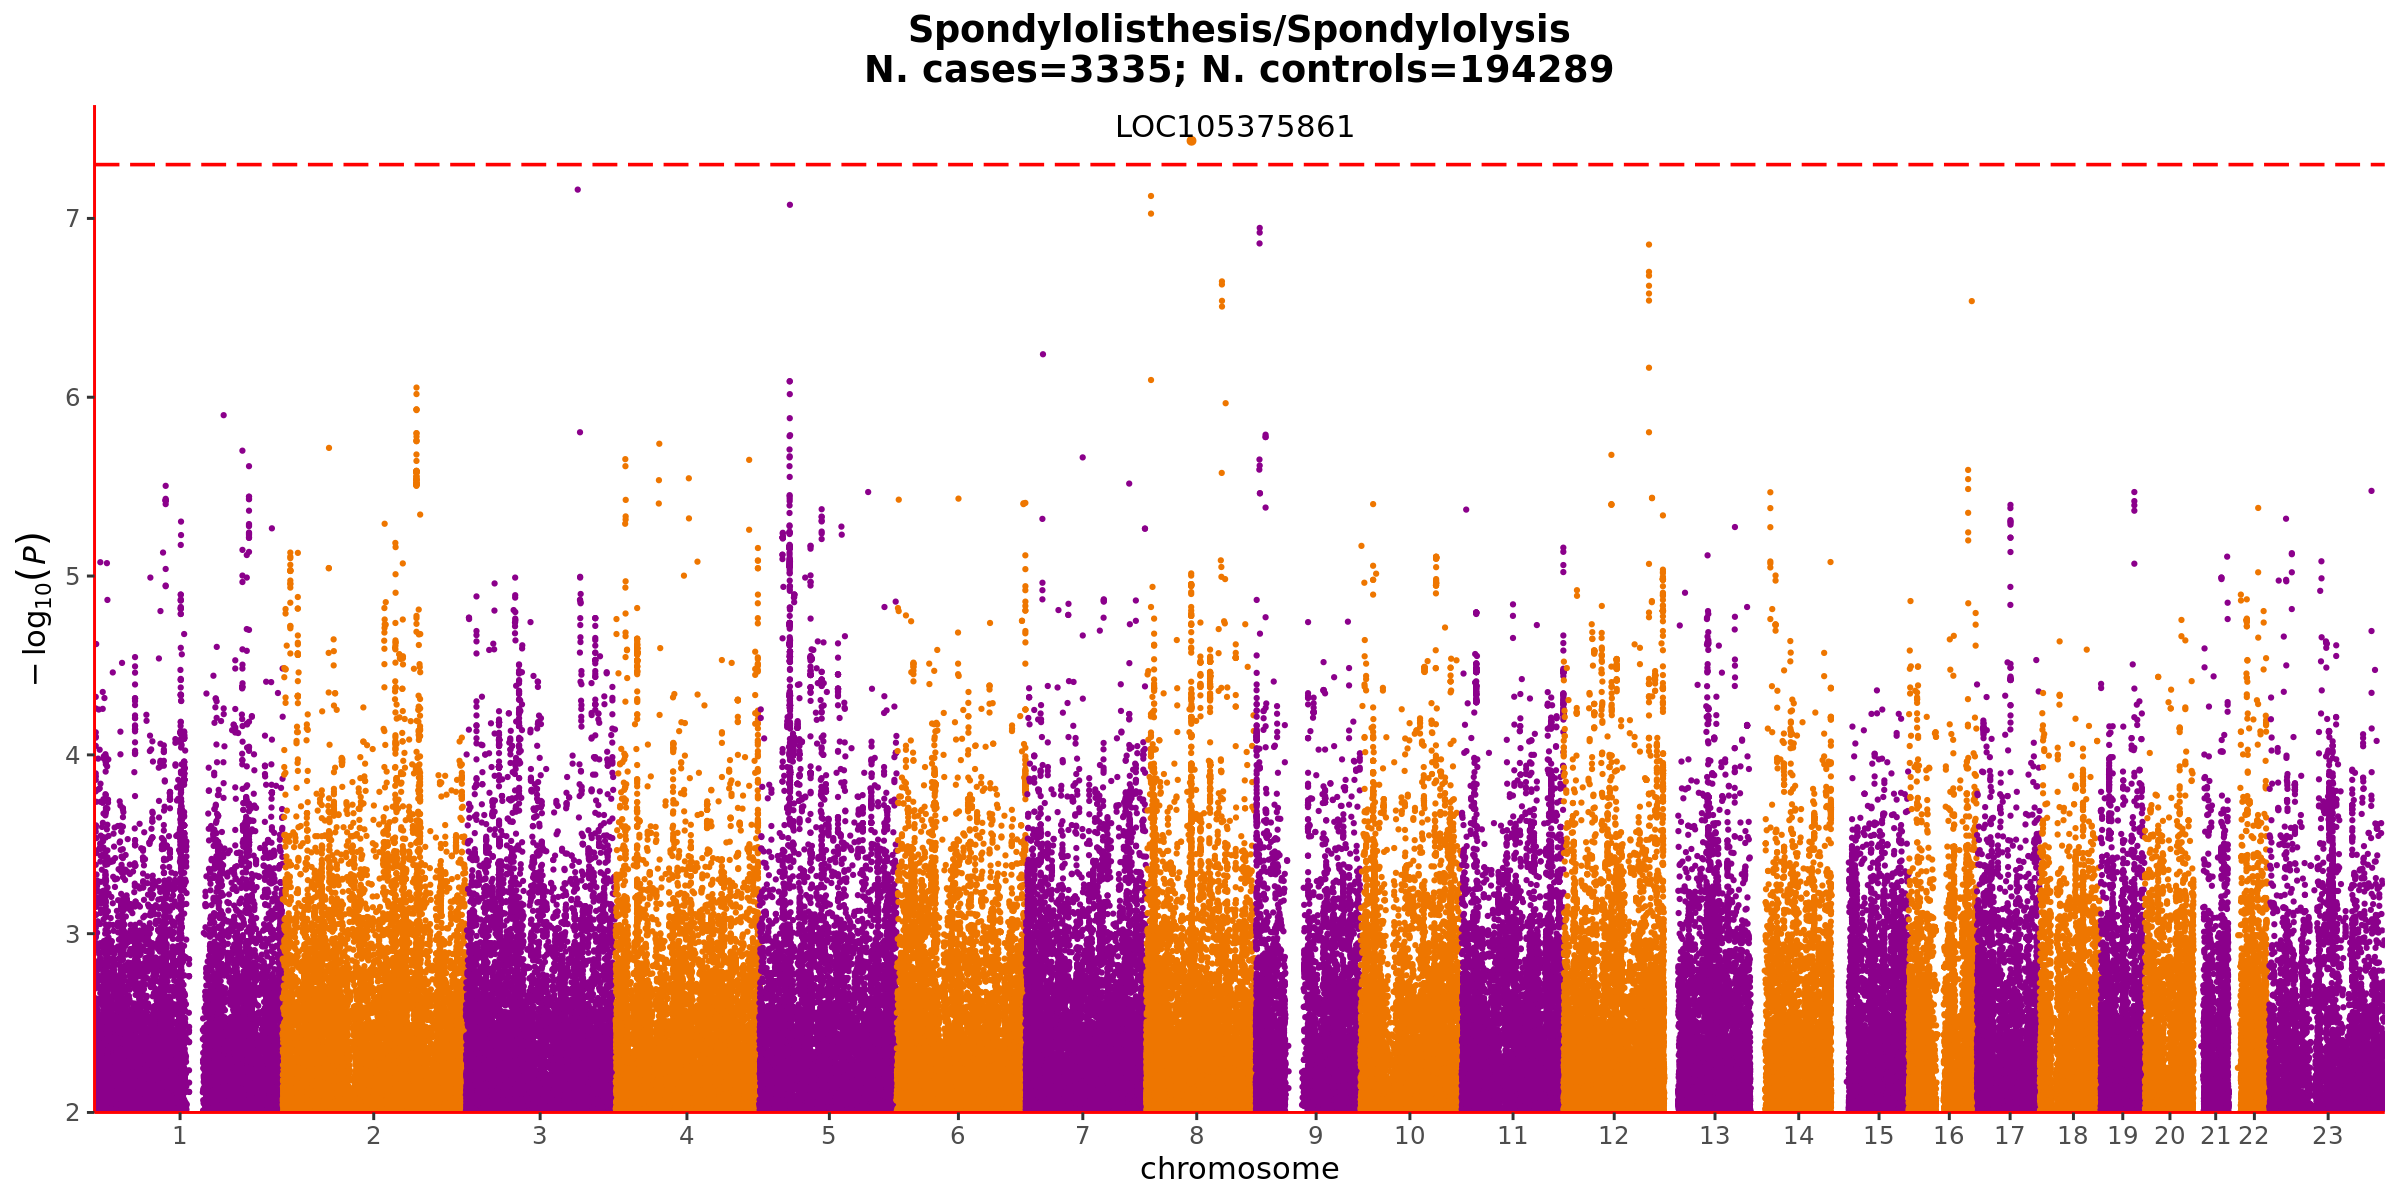 Spondylolisthesis/Spondylolysis
N. cases=3335; N. controls=194289
LOC105375861
7
6
5
4
3
2
−log10(P)
1 2 3 4 5 6 7 8 9 10 11 12 13 14 15 16 17 18 19 20 21 22 23
chromosome